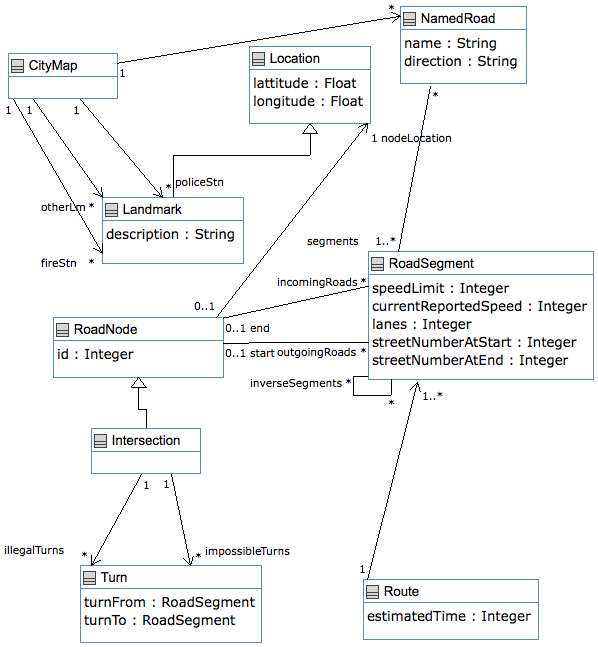 NamedRoad
name : String
direction : String
*
CityMap
1
Location
lattitude : Float
longitude : Float
1
1
1
*
1 nodeLocation
* policeStn
otherLm *
Landmark
description : String
fireStn *
segments
1..*
RoadSegment
speedLimit : Integer
currentReportedSpeed : Integer
lanes : Integer
streetNumberAtStart : Integer
streetNumberAtEnd : Integer
incomingRoads *
0..1
RoadNode
id : Integer
0..1 end
0..1 start
outgoingRoads *
inverseSegments *
*
1..*
Intersection
1
1
illegalTurns *
* impossibleTurns
Turn
turnFrom : RoadSegment
turnTo : RoadSegment
1
Route
estimatedTime : Integer